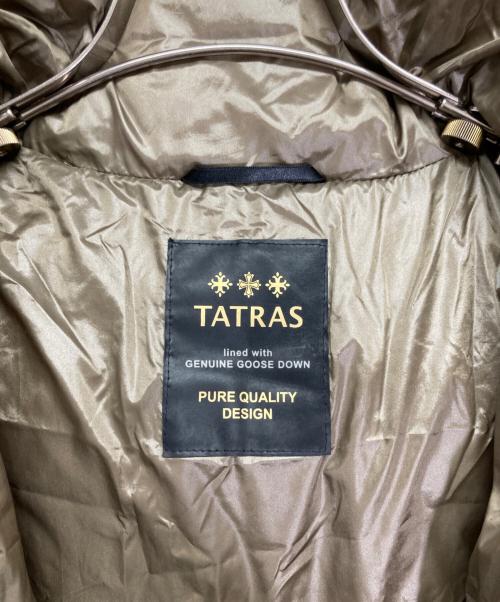 TATRAS
lined with
GENUINE GOOSE DOWN
PURE QUALITY
DESIGN